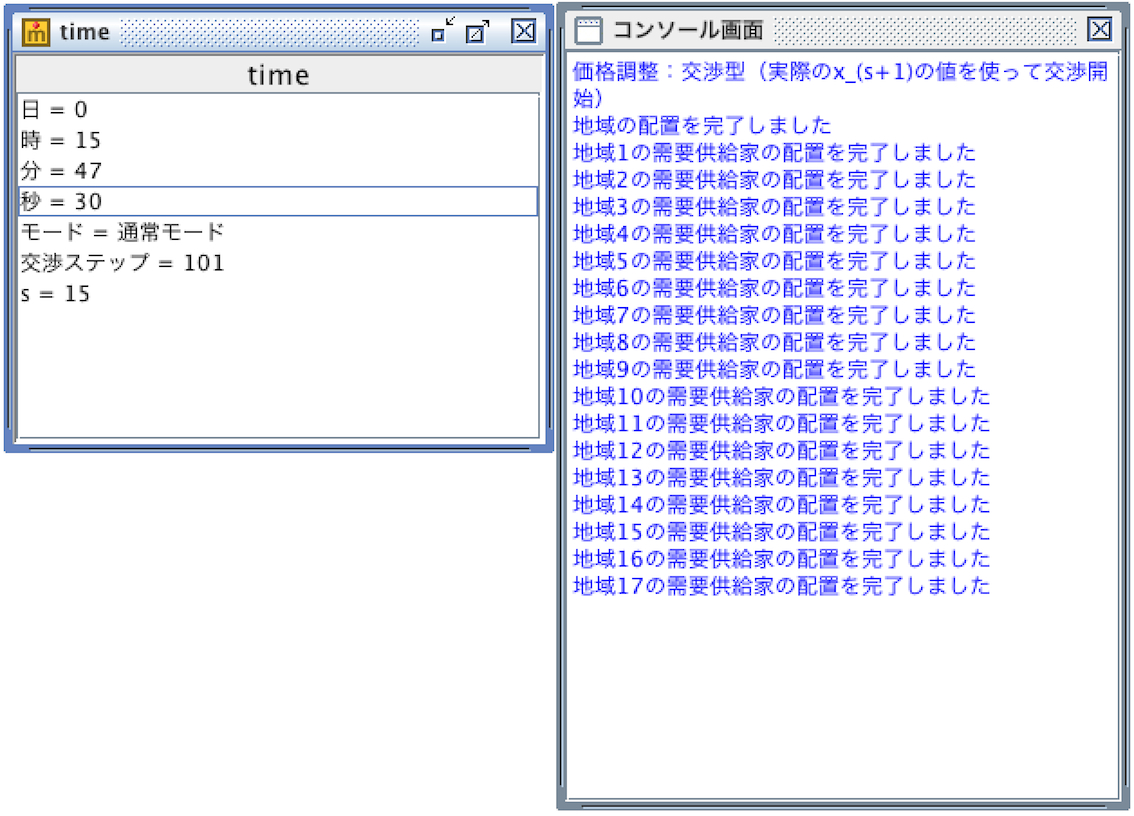 time
time
日 = 0
時 = 15
分 = 47
秒 = 30
モード = 通常モード
交渉ステップ = 101
s = 15
コンソール画面
価格調整：交渉型（実際のx_(s+1)の値を使って交渉開
始）
地域の配置を完了しました
地域1の需要供給家の配置を完了しました
地域2の需要供給家の配置を完了しました
地域3の需要供給家の配置を完了しました
地域4の需要供給家の配置を完了しました
地域5の需要供給家の配置を完了しました
地域6の需要供給家の配置を完了しました
地域7の需要供給家の配置を完了しました
地域8の需要供給家の配置を完了しました
地域9の需要供給家の配置を完了しました
地域10の需要供給家の配置を完了しました
地域11の需要供給家の配置を完了しました
地域12の需要供給家の配置を完了しました
地域13の需要供給家の配置を完了しました
地域14の需要供給家の配置を完了しました
地域15の需要供給家の配置を完了しました
地域16の需要供給家の配置を完了しました
地域17の需要供給家の配置を完了しました